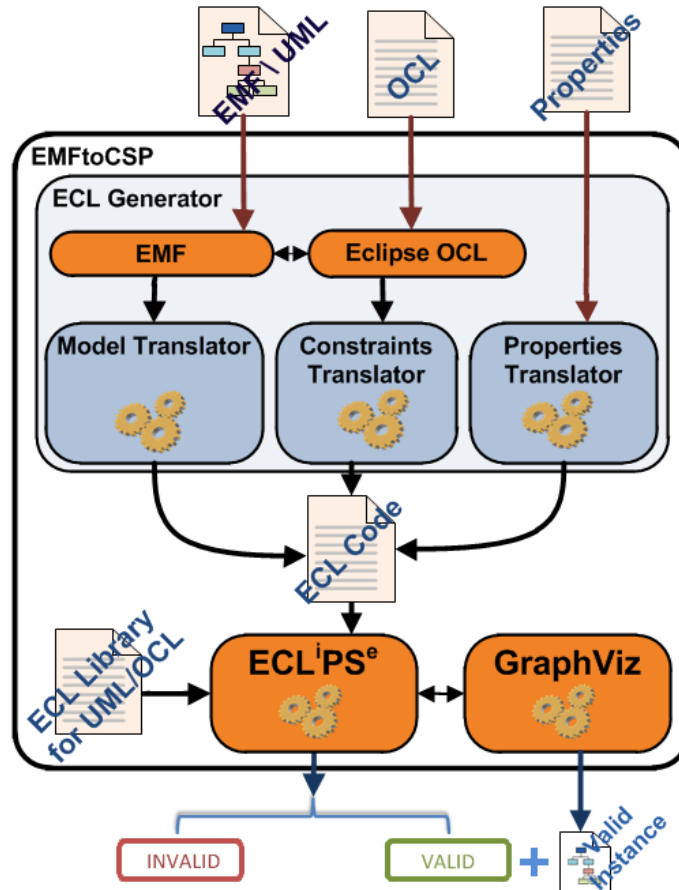 EMF \ UML
OCL
Properties
EMFtoCSP
ECL Generator
EMF
Eclipse OCL
Model Translator
Constraints
Translator
Properties
Translator
ECL Code
ECL Library
for UML/OCL
ECLⁱPSᵉ
GraphViz
INVALID
VALID
+
Valid
Instance